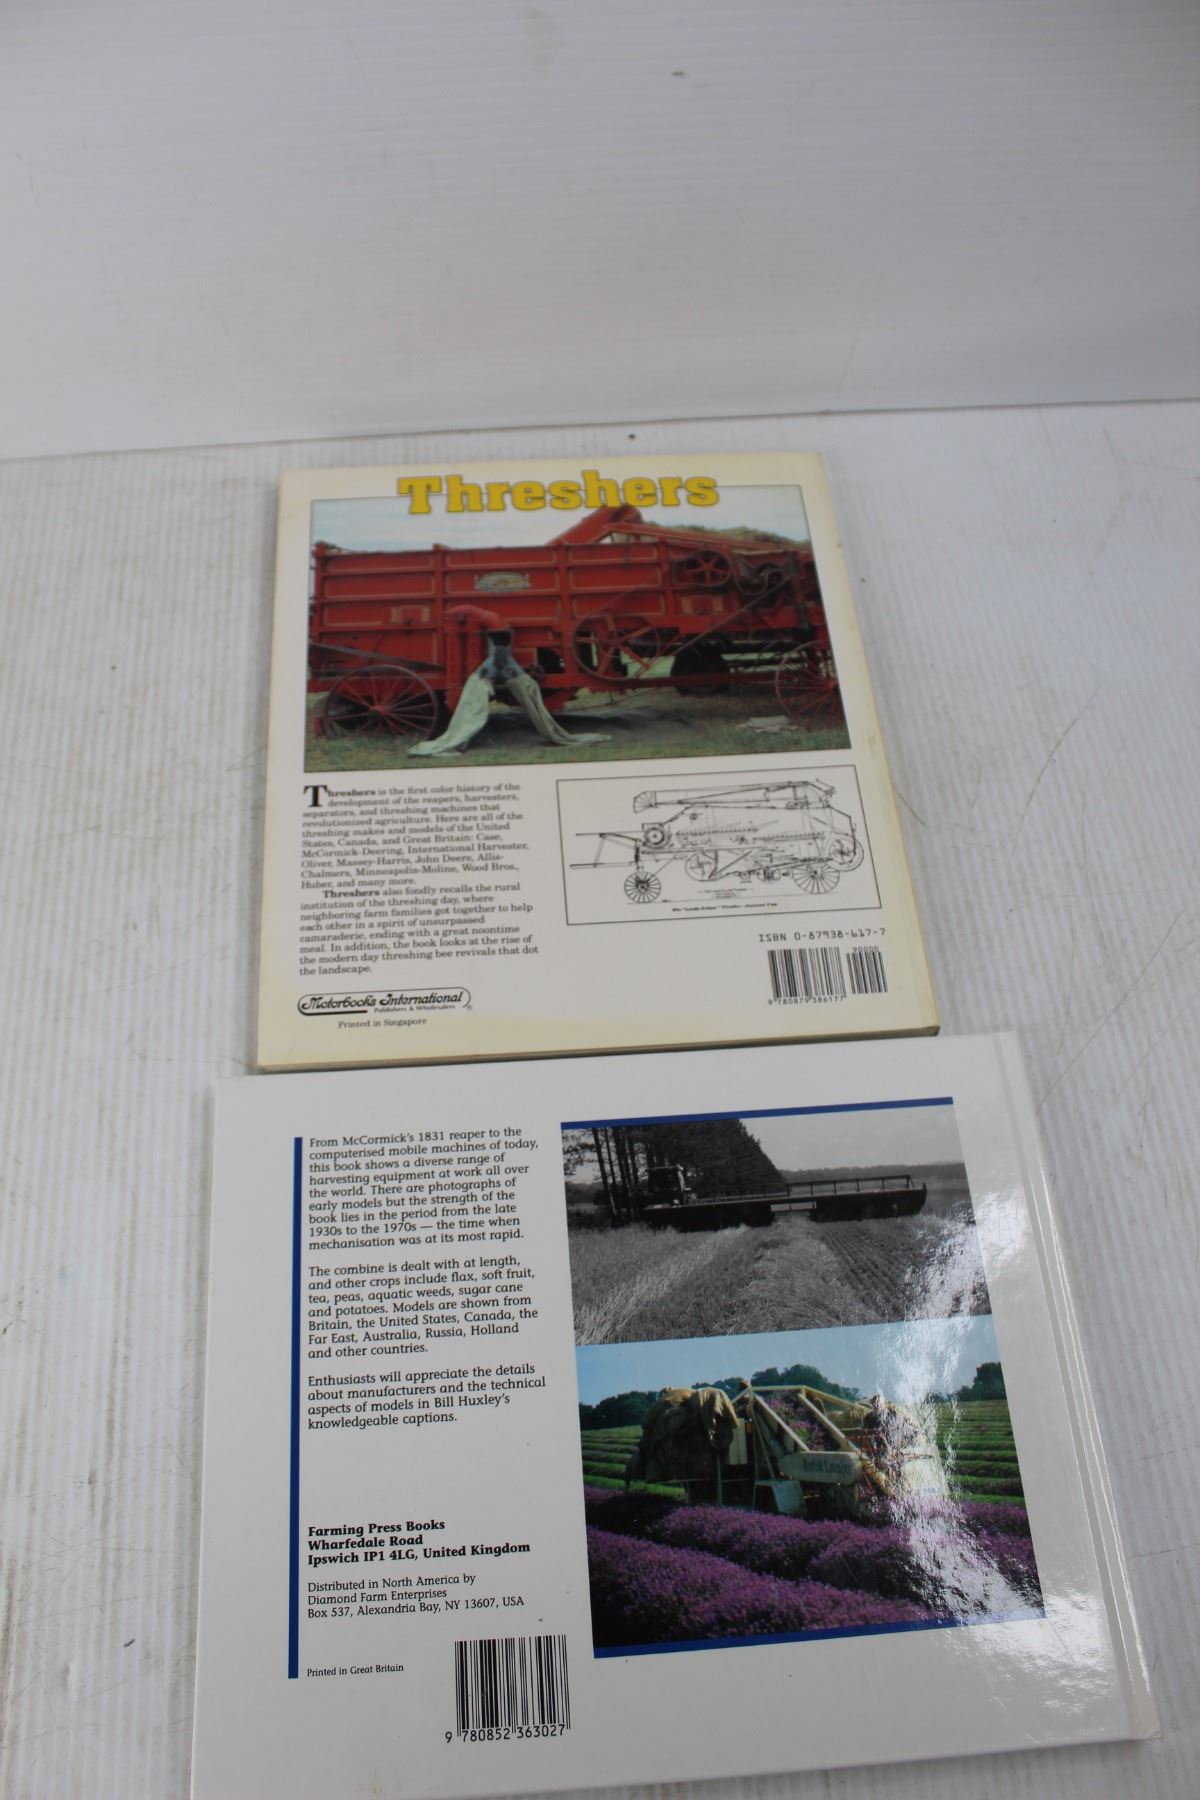 Threshers
Threshers is the first color history of the
development of the reapers, harvesters,
separators, and threshing machines that
revolutionized agriculture. Here are all of the
threshing makes and models of the United
States, Canada, and Great Britain: Case,
McCormick-Deering, International Harvester,
Oliver, Massey-Harris, John Deere, Allis-
Chalmers, Minneapolis-Moline, Wood Bros.,
Huber, and many more.
Threshers also fondly recalls the rural
institution of the threshing day, where
neighboring farm families got together to help
each other in a spirit of unsurpassed
camaraderie, ending with a great noontime
meal. In addition, the book looks at the rise of
the modern day threshing bee revivals that dot
the landscape.
Motorbooks International
Publishers & Wholesalers
Printed in Singapore
ISBN 0-87938-617-7
90000
9 780879 386177
From McCormick's 1831 reaper to the
computerised mobile machines of today,
this book shows a diverse range of
harvesting equipment at work all over
the world. There are photographs of
early models but the strength of the
book lies in the period from the late
1930s to the 1970s — the time when
mechanisation was at its most rapid.
The combine is dealt with at length,
and other crops include flax, soft fruit,
tea, peas, aquatic weeds, sugar cane
and potatoes. Models are shown from
Britain, the United States, Canada, the
Far East, Australia, Russia, Holland
and other countries.
Enthusiasts will appreciate the details
about manufacturers and the technical
aspects of models in Bill Huxley's
knowledgeable captions.
Farming Press Books
Wharfedale Road
Ipswich IP1 4LG, United Kingdom
Distributed in North America by
Diamond Farm Enterprises
Box 537, Alexandria Bay, NY 13607, USA
Printed in Great Britain
9 780852 363027